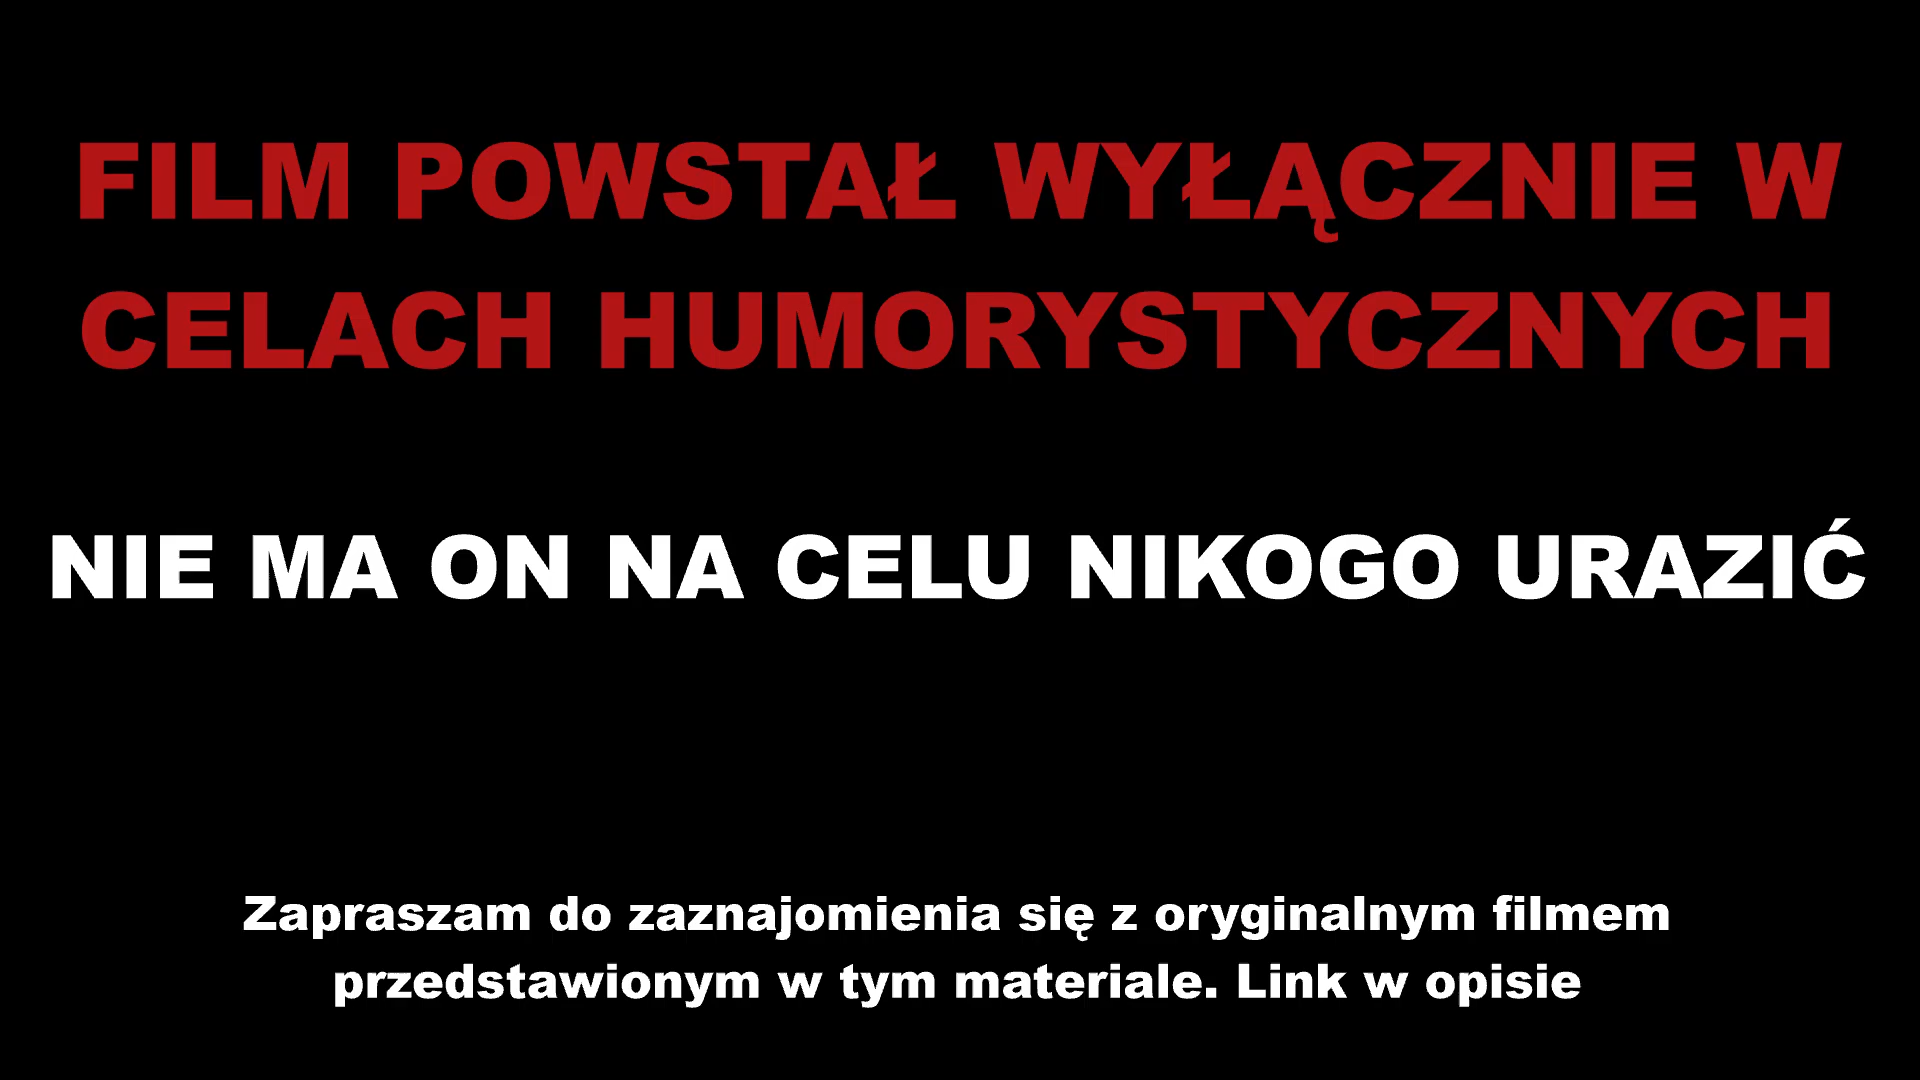 FILM POWSTAŁ WYŁĄCZNIE W
CELACH HUMORYSTYCZNYCH
NIE MA ON NA CELU NIKOGO URAZIĆ
Zapraszam do zaznajomienia się z oryginalnym filmem
przedstawionym w tym materiale. Link w opisie